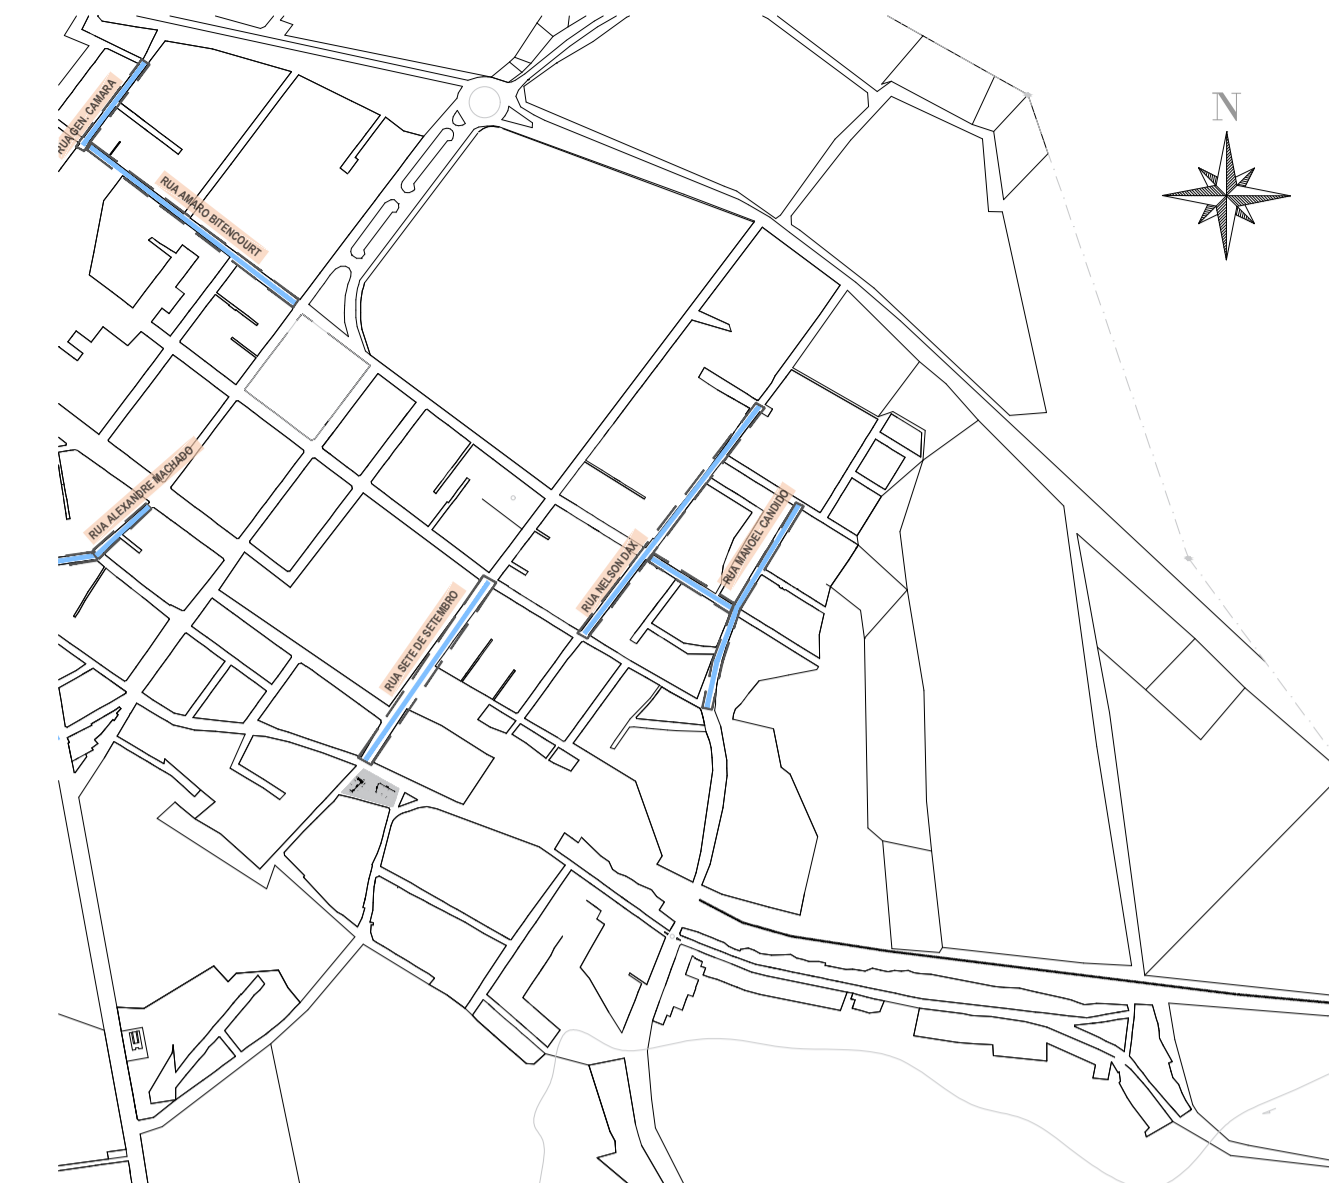 RUA GEN. CAMARA
N
RUA AMARO BITENCOURT
RUA ALEXANDRE MACHADO
RUA MANOEL CANDIDO
RUA NELSON DAX
RUA SETE DE SETEMBRO